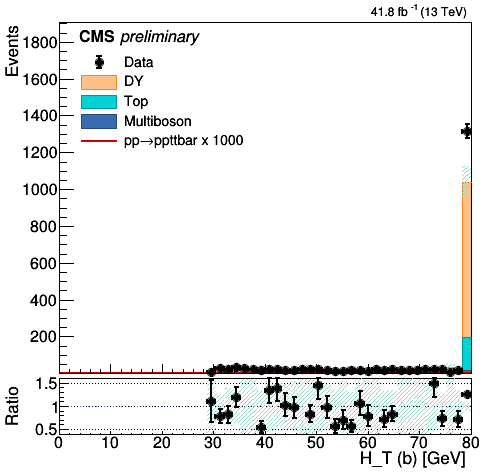 41.8 fb⁻¹ (13 TeV)
Events
CMS preliminary
Data
DY
Top
Multiboson
pp→ppttbar x 1000
1800
1600
1400
1200
1000
800
600
400
200
Ratio
1.5
1
0.5
0 10 20 30 40 50 60 70 80
H_T (b) [GeV]